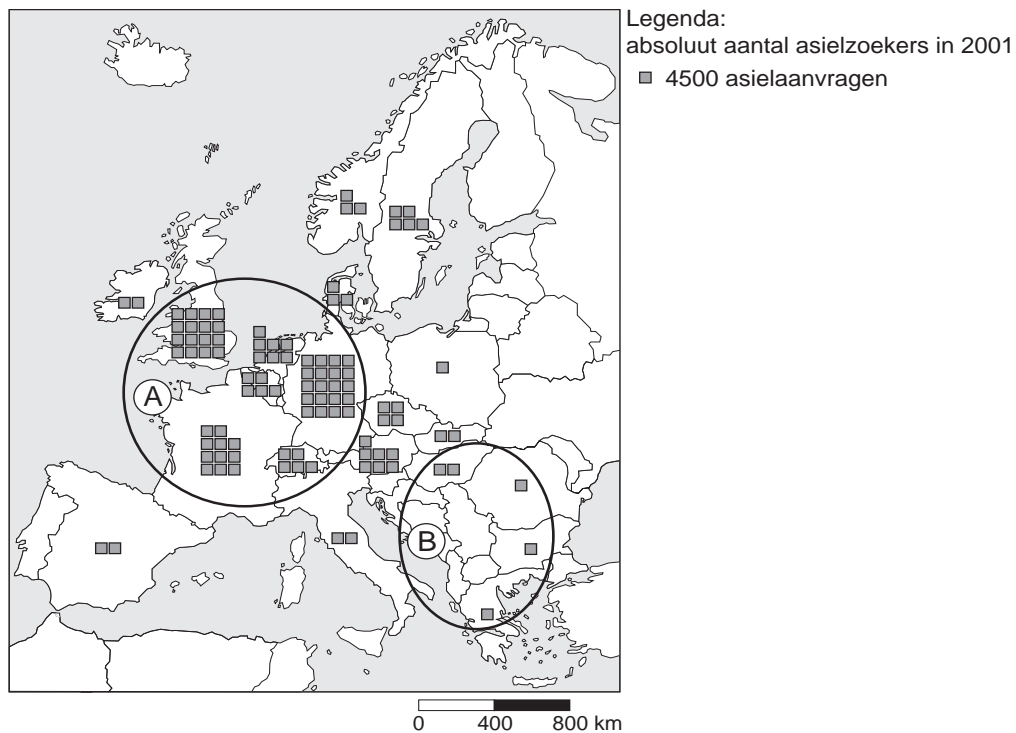 Legenda:
absoluut aantal asielzoekers in 2001
4500 asielaanvragen
A
B
0 400 800 km